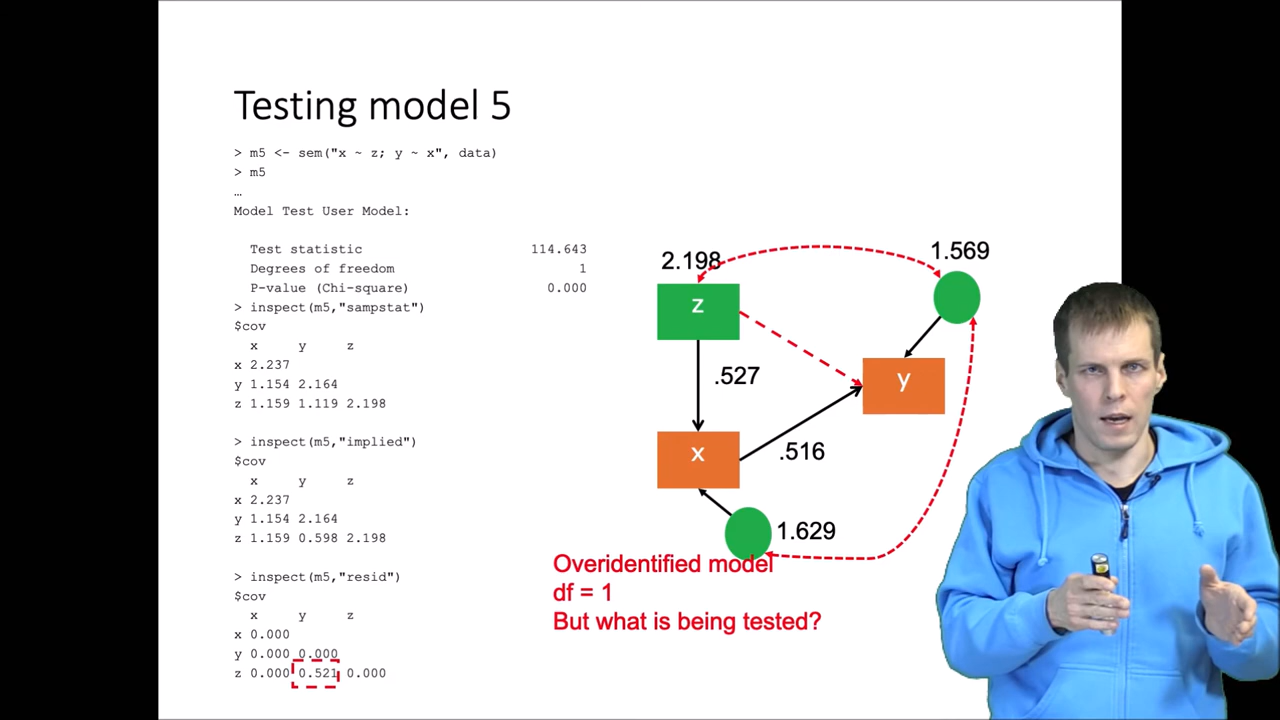 Testing model 5
> m5 <- sem("x ~ z; y ~ x", data)
> m5
…
Model Test User Model:
Test statistic 114.643
Degrees of freedom 1
P-value (Chi-square) 0.000
> inspect(m5,"sampstat")
$cov
x y z
x 2.237
y 1.154 2.164
z 1.159 1.119 2.198
> inspect(m5,"implied")
$cov
x y z
x 2.237
y 1.154 2.164
z 1.159 0.598 2.198
> inspect(m5,"resid")
$cov
x y z
x 0.000
y 0.000 0.000
z 0.000 0.521 0.000
2.198
1.569
z
.527
y
x
.516
1.629
Overidentified model
df = 1
But what is being tested?